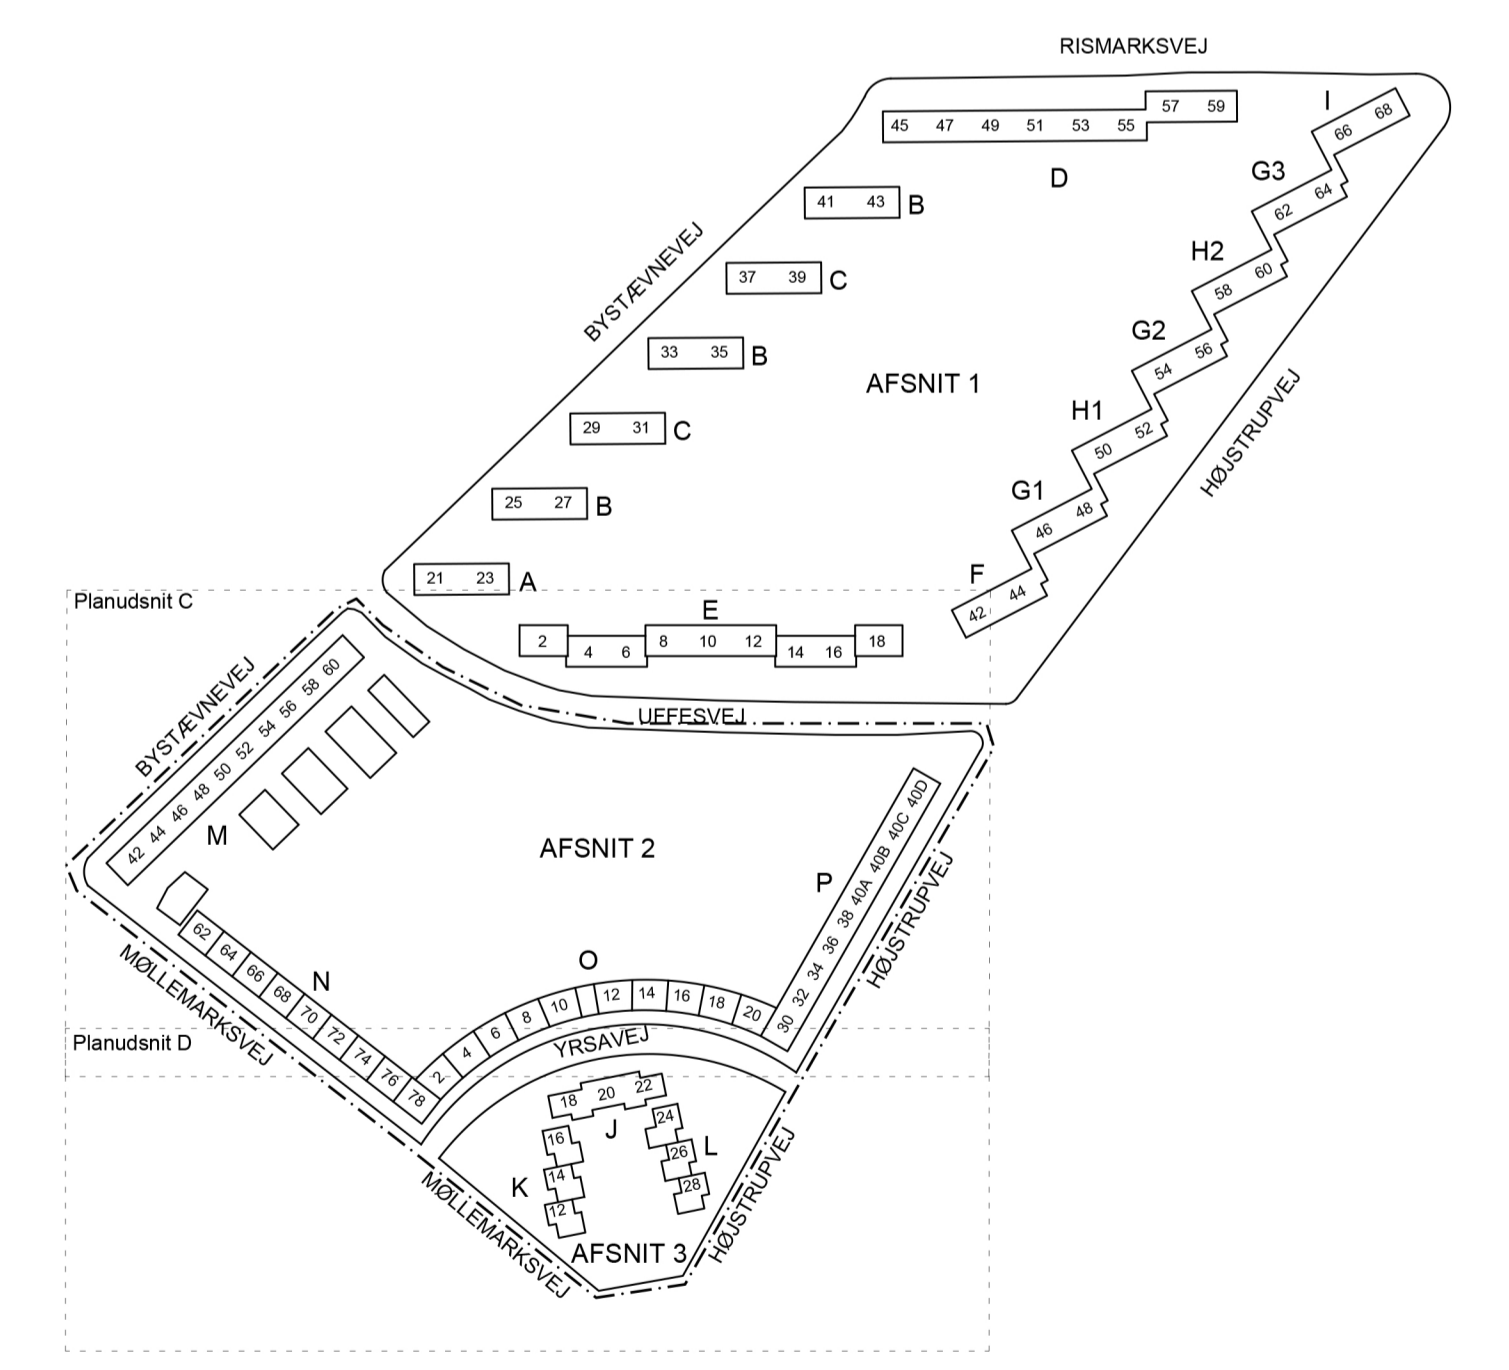 RISMARKSVEJ
I
57 59
66 68
45 47 49 51 53 55
G3
D
62 64
41 43 B
BYSTÆVNEVEJ
H2
58 60
37 39 C
G2
54 56
33 35 B
AFSNIT 1
HØJSTRUPVEJ
H1
50 52
29 31 C
G1
46 48
25 27 B
F
42 44
21 23 A
Planudsnit C
E
2 4 6 8 10 12 14 16 18
UFFESVEJ
BYSTÆVNEVEJ
42 44 46 48 50 52 54 56 58 60
M
AFSNIT 2
P
30 32 34 36 38 40A 40B 40C 40D
HØJSTRUPVEJ
MØLLEMARKSVEJ
N
62 64 66 68 70 72 74 76 78
O
2 4 6 8 10 12 14 16 18 20
YRSAVEJ
Planudsnit D
18 20 22
J
16 14 12
K
24 26 28
L
MØLLEMARKSVEJ
HØJSTRUPVEJ
AFSNIT 3